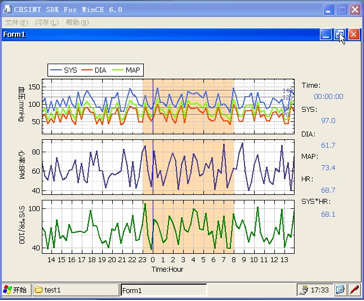 CHSINT SDK For WinCE 6.0
文件(F) 缩放(Z) 帮助(H)
Form1
SYS DIA MAP
血压:mmHg
150
100
50
心率:BPM
80
60
40
SYS*HR/100
100
80
60
40
14 15 16 17 18 19 20 21 22 23 0 1 2 3 4 5 6 7 8 9 10 11 12 13
Time:Hour
Time:
00:00:00
SYS:
97.0
DIA:
61.7
MAP:
73.4
HR:
68.7
SYS*HR:
68.1
开始
test1
Form1
17:33